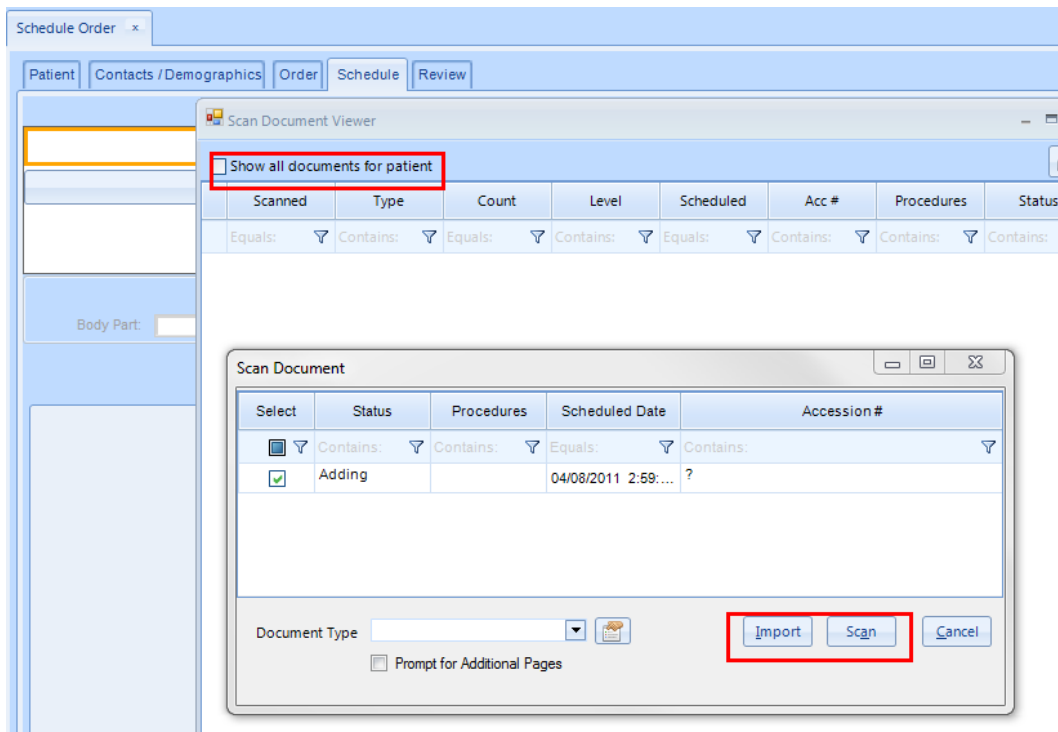 Schedule Order ×
Patient Contacts / Demographics Order Schedule Review
Scan Document Viewer
Show all documents for patient
Scanned Type Count Level Scheduled Acc # Procedures Status
Equals: Contains: Equals: Contains: Equals: Contains: Contains: Contains:
Body Part:
Scan Document
Select Status Procedures Scheduled Date Accession #
Contains: Contains: Equals: Contains:
Adding 04/08/2011 2:59:... ?
Document Type Import Scan Cancel
Prompt for Additional Pages